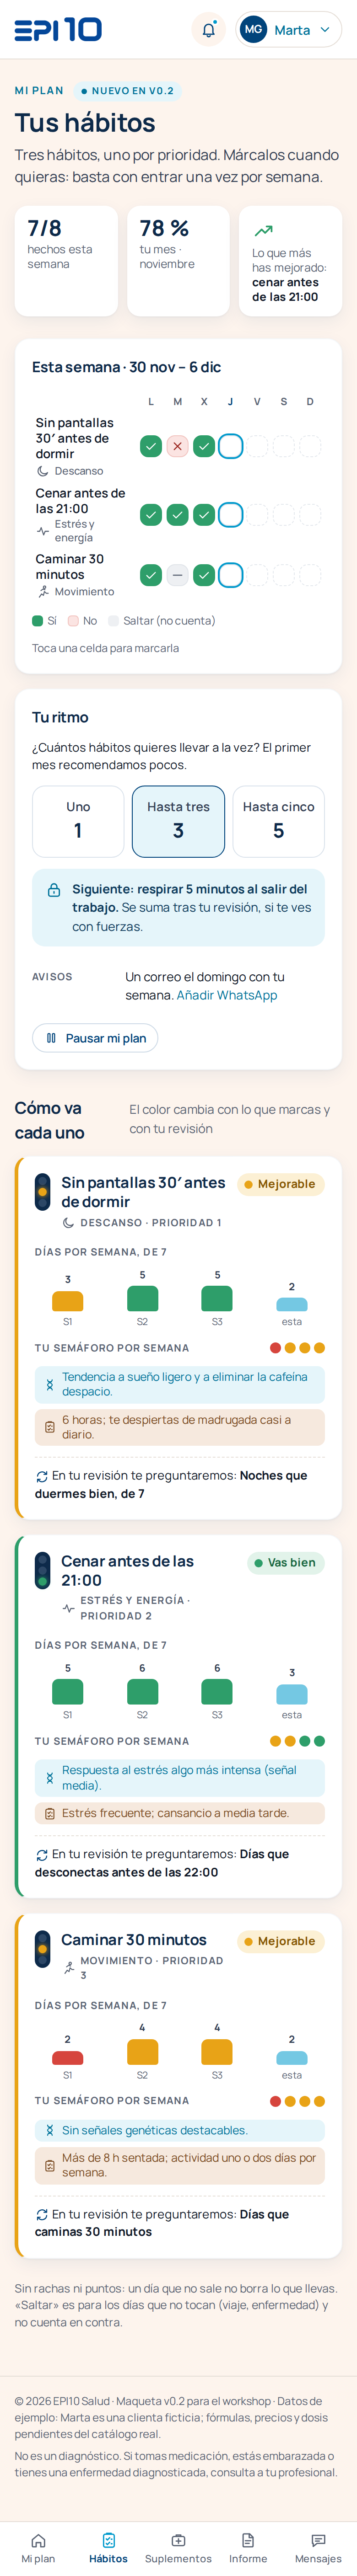 EPI10
MG Marta
MI PLAN NUEVO EN V0.2
Tus hábitos
Tres hábitos, uno por prioridad. Márcalos cuando
quieras: basta con entrar una vez por semana.
7/8
hechos esta
semana
78 %
tu mes ·
noviembre
Lo que más
has mejorado:
cenar antes
de las 21:00
Esta semana · 30 nov – 6 dic
L M X J V S D
Sin pantallas
30′ antes de
dormir
Descanso
Cenar antes de
las 21:00
Estrés y
energía
Caminar 30
minutos
Movimiento
Sí No Saltar (no cuenta)
Toca una celda para marcarla
Tu ritmo
¿Cuántos hábitos quieres llevar a la vez? El primer
mes recomendamos pocos.
Uno
1
Hasta tres
3
Hasta cinco
5
Siguiente: respirar 5 minutos al salir del
trabajo. Se suma tras tu revisión, si te ves
con fuerzas.
AVISOS
Un correo el domingo con tu
semana. Añadir WhatsApp
Pausar mi plan
Cómo va
cada uno
El color cambia con lo que marcas y
con tu revisión
Sin pantallas 30′ antes
de dormir
Mejorable
DESCANSO · PRIORIDAD 1
DÍAS POR SEMANA, DE 7
3 5 5 2
S1 S2 S3 esta
TU SEMÁFORO POR SEMANA
Tendencia a sueño ligero y a eliminar la cafeína
despacio.
6 horas; te despiertas de madrugada casi a
diario.
En tu revisión te preguntaremos: Noches que
duermes bien, de 7
Cenar antes de las
21:00
Vas bien
ESTRÉS Y ENERGÍA ·
PRIORIDAD 2
DÍAS POR SEMANA, DE 7
5 6 6 3
S1 S2 S3 esta
TU SEMÁFORO POR SEMANA
Respuesta al estrés algo más intensa (señal
media).
Estrés frecuente; cansancio a media tarde.
En tu revisión te preguntaremos: Días que
desconectas antes de las 22:00
Caminar 30 minutos
Mejorable
MOVIMIENTO · PRIORIDAD
3
DÍAS POR SEMANA, DE 7
2 4 4 2
S1 S2 S3 esta
TU SEMÁFORO POR SEMANA
Sin señales genéticas destacables.
Más de 8 h sentada; actividad uno o dos días por
semana.
En tu revisión te preguntaremos: Días que
caminas 30 minutos
Sin rachas ni puntos: un día que no sale no borra lo que llevas.
«Saltar» es para los días que no tocan (viaje, enfermedad) y
no cuenta en contra.
© 2026 EPI10 Salud · Maqueta v0.2 para el workshop · Datos de
ejemplo: Marta es una clienta ficticia; fórmulas, precios y dosis
pendientes del catálogo real.
No es un diagnóstico. Si tomas medicación, estás embarazada o
tienes una enfermedad diagnosticada, consulta a tu profesional.
Mi plan Hábitos Suplementos Informe Mensajes